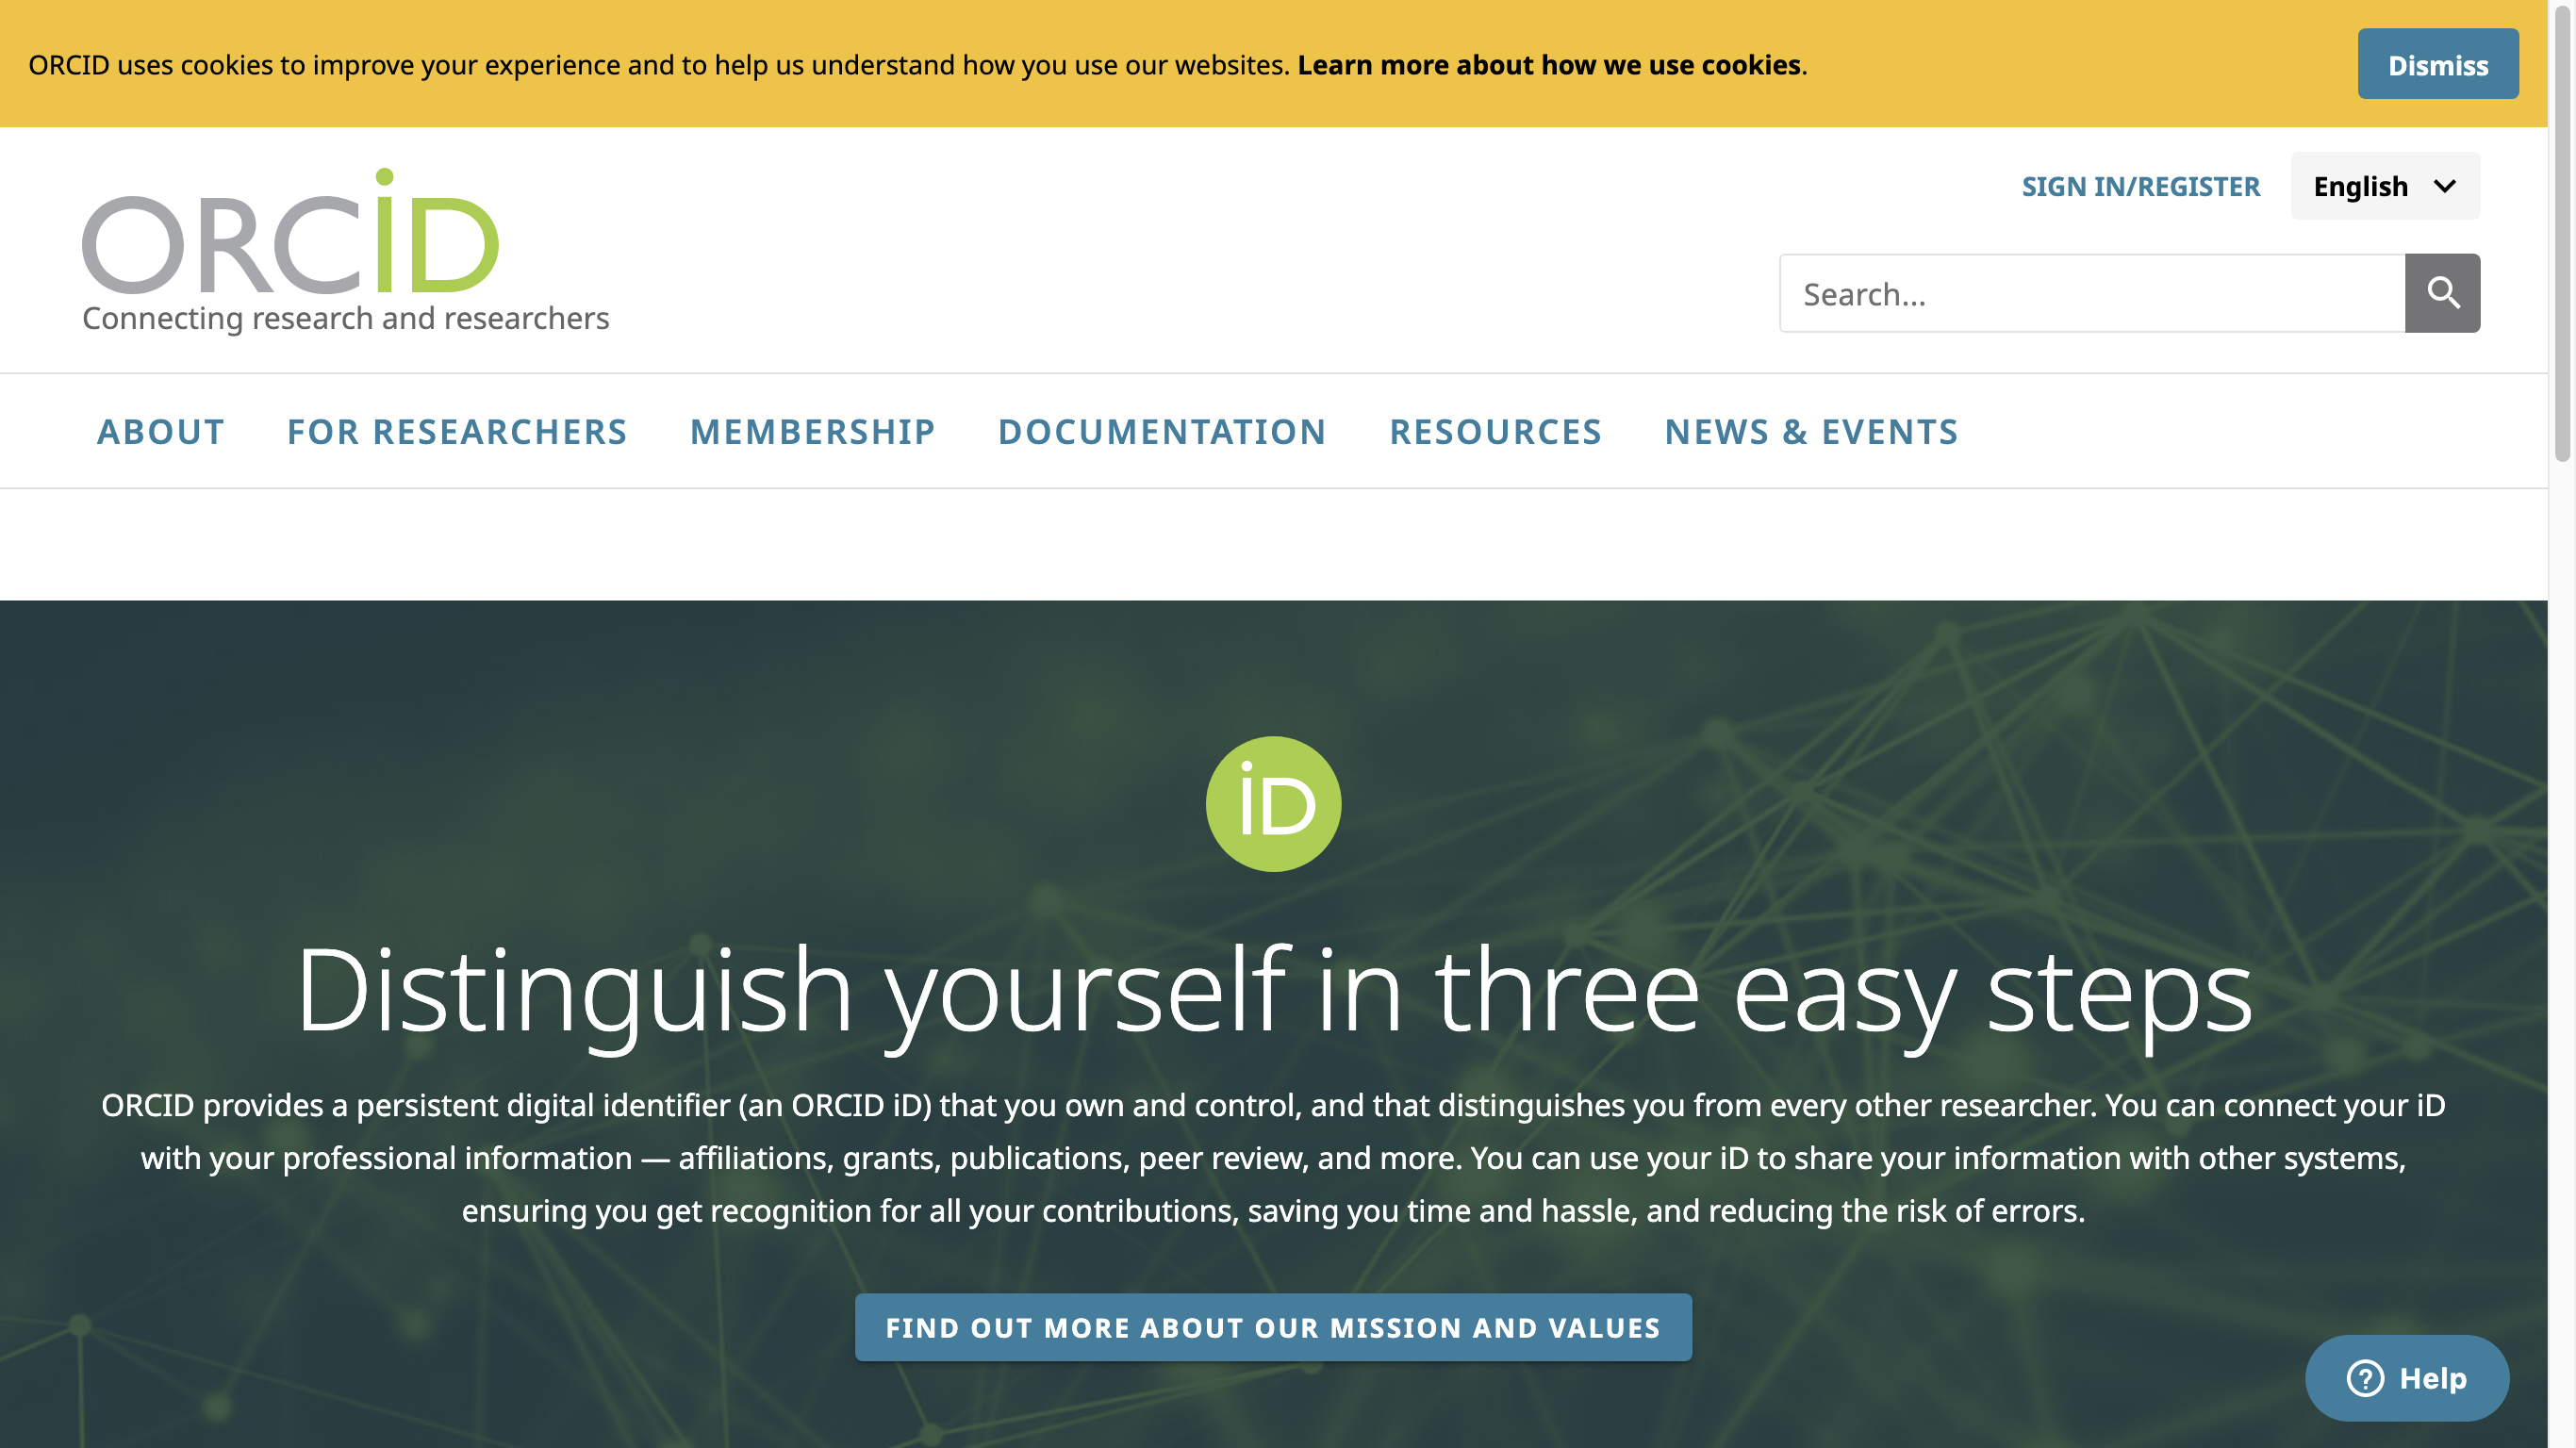 ORCID uses cookies to improve your experience and to help us understand how you use our websites. Learn more about how we use cookies.
Dismiss
ORCiD
Connecting research and researchers
SIGN IN/REGISTER
English
Search...
ABOUT
FOR RESEARCHERS
MEMBERSHIP
DOCUMENTATION
RESOURCES
NEWS & EVENTS
iD
Distinguish yourself in three easy steps
ORCID provides a persistent digital identifier (an ORCID iD) that you own and control, and that distinguishes you from every other researcher. You can connect your iD
with your professional information — affiliations, grants, publications, peer review, and more. You can use your iD to share your information with other systems,
ensuring you get recognition for all your contributions, saving you time and hassle, and reducing the risk of errors.
FIND OUT MORE ABOUT OUR MISSION AND VALUES
? Help